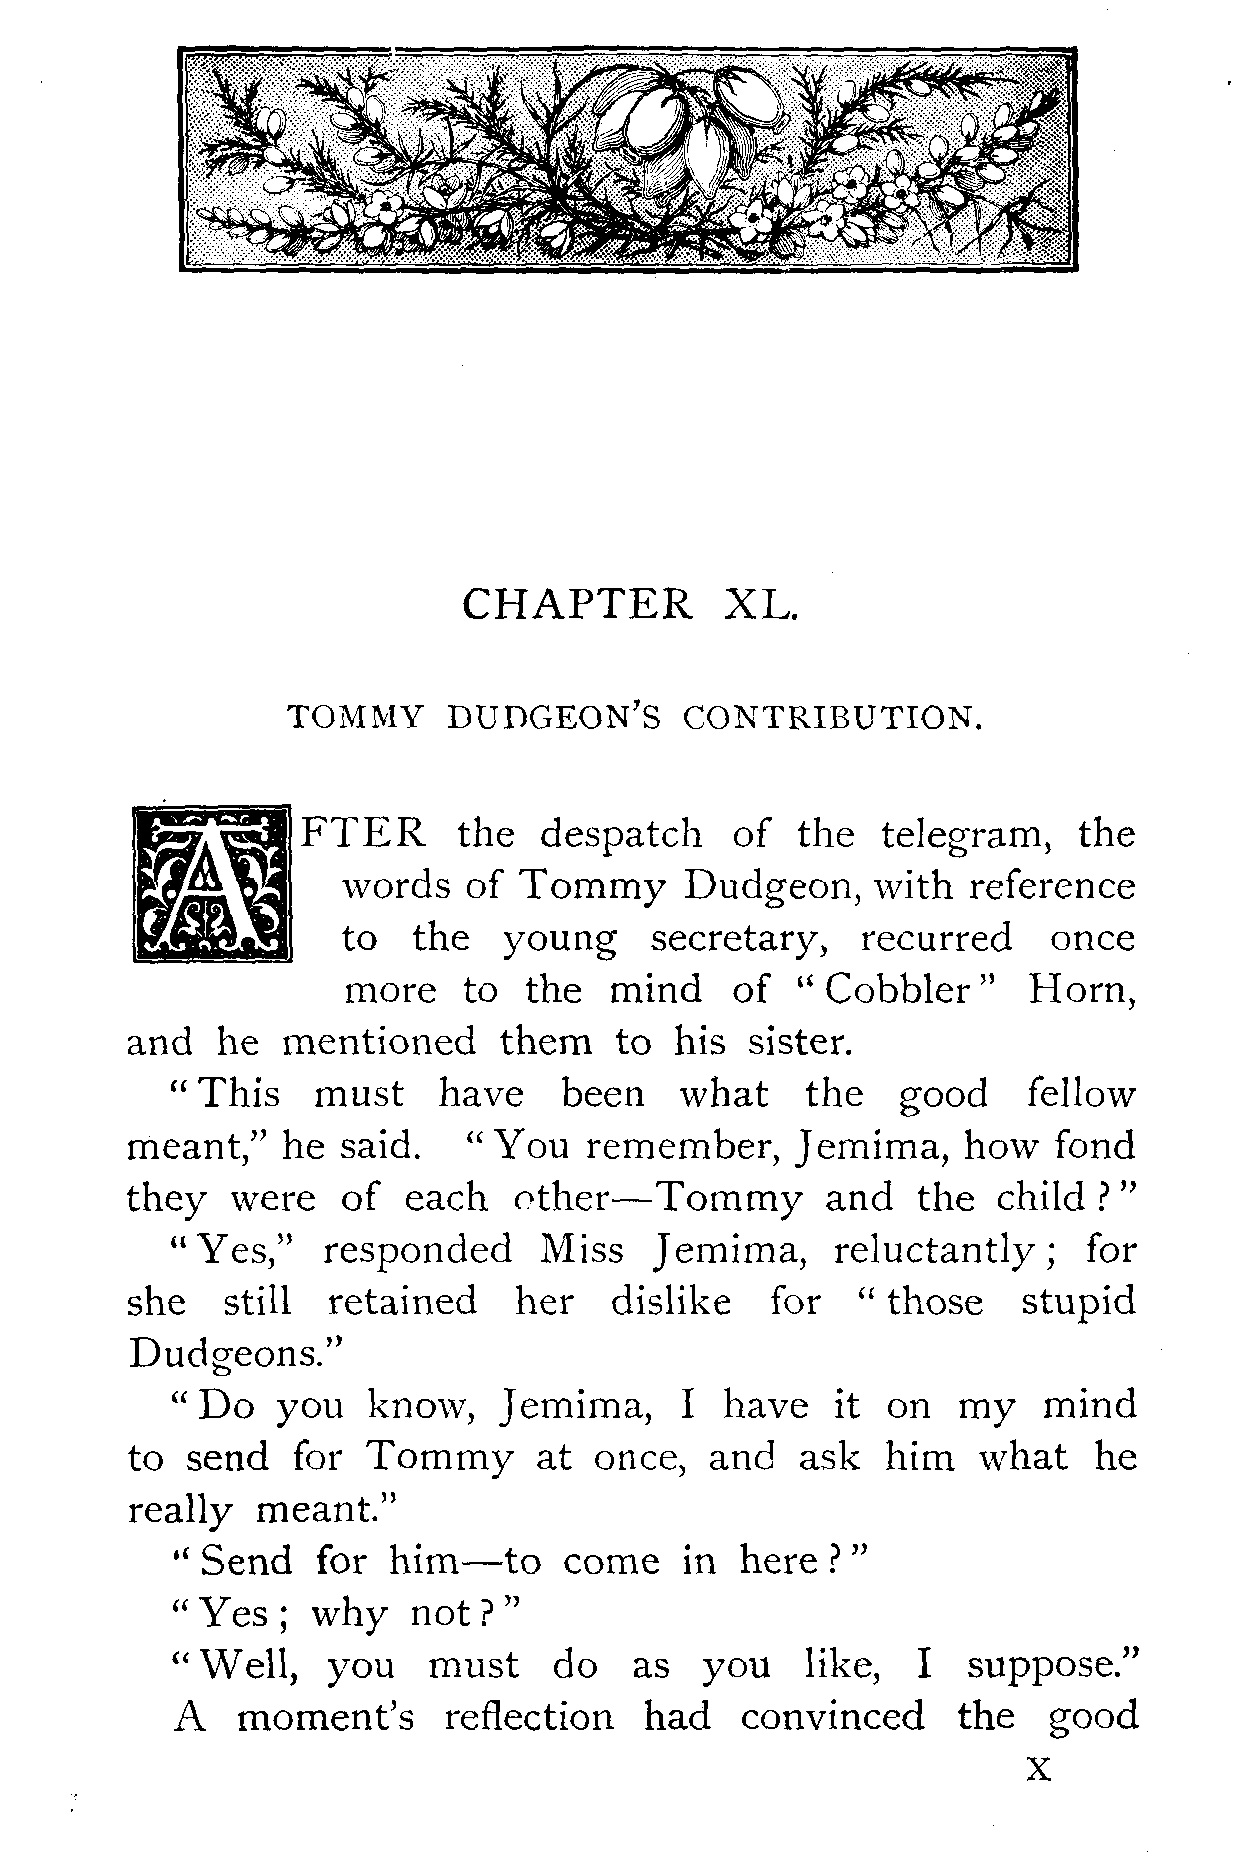 CHAPTER XL.
TOMMY DUDGEON'S CONTRIBUTION.
AFTER the despatch of the telegram, the
words of Tommy Dudgeon, with reference
to the young secretary, recurred once
more to the mind of “Cobbler” Horn,
and he mentioned them to his sister.
“This must have been what the good fellow
meant,” he said. “You remember, Jemima, how fond
they were of each other—Tommy and the child?”
“Yes,” responded Miss Jemima, reluctantly; for
she still retained her dislike for “those stupid
Dudgeons.”
“Do you know, Jemima, I have it on my mind
to send for Tommy at once, and ask him what he
really meant.”
“Send for him—to come in here?”
“Yes; why not?”
“Well, you must do as you like, I suppose.”
A moment's reflection had convinced the good
X